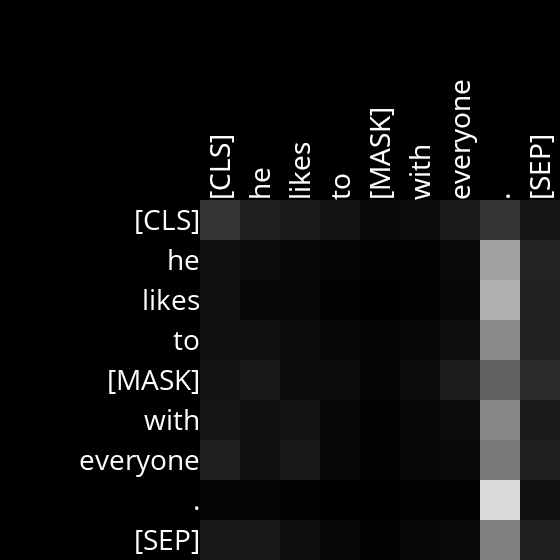 [CLS] he likes to [MASK] with everyone . [SEP]
[CLS]
he
likes
to
[MASK]
with
everyone
.
[SEP]